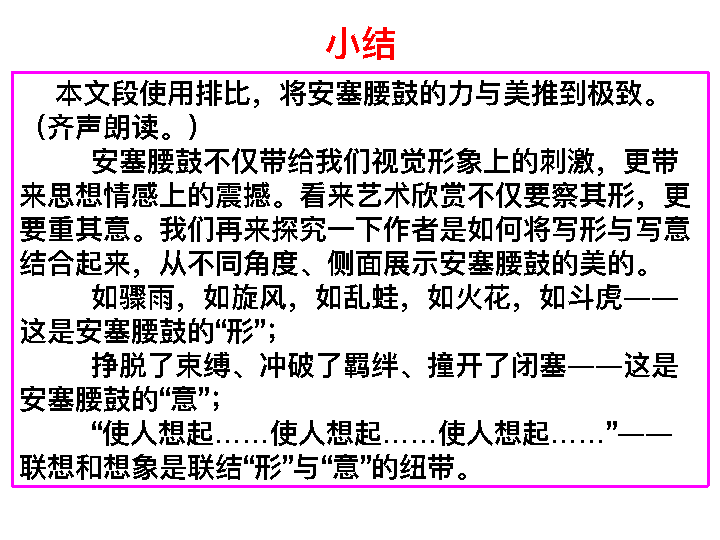 小结
本文段使用排比，将安塞腰鼓的力与美推到极致。
（齐声朗读。）
安塞腰鼓不仅带给我们视觉形象上的刺激，更带
来思想情感上的震撼。看来艺术欣赏不仅要察其形，更
要重其意。我们再来探究一下作者是如何将写形与写意
结合起来，从不同角度、侧面展示安塞腰鼓的美的。
如骤雨，如旋风，如乱蛙，如火花，如斗虎——
这是安塞腰鼓的“形”；
挣脱了束缚、冲破了羁绊、撞开了闭塞——这是
安塞腰鼓的“意”；
“使人想起……使人想起……使人想起……”——
联想和想象是联结“形”与“意”的纽带。